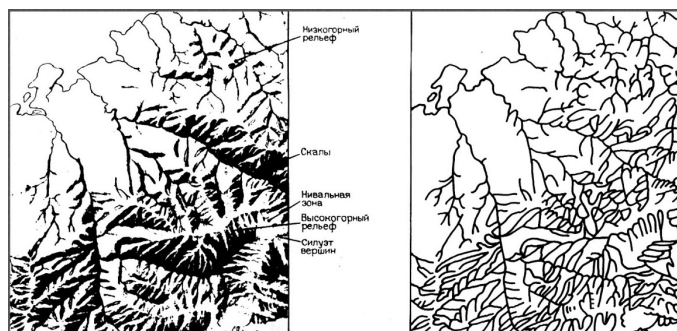 Низкогорный
рельеф
Скалы
Нивальная
зона
Высокогорный
рельеф
Силуэт
вершин